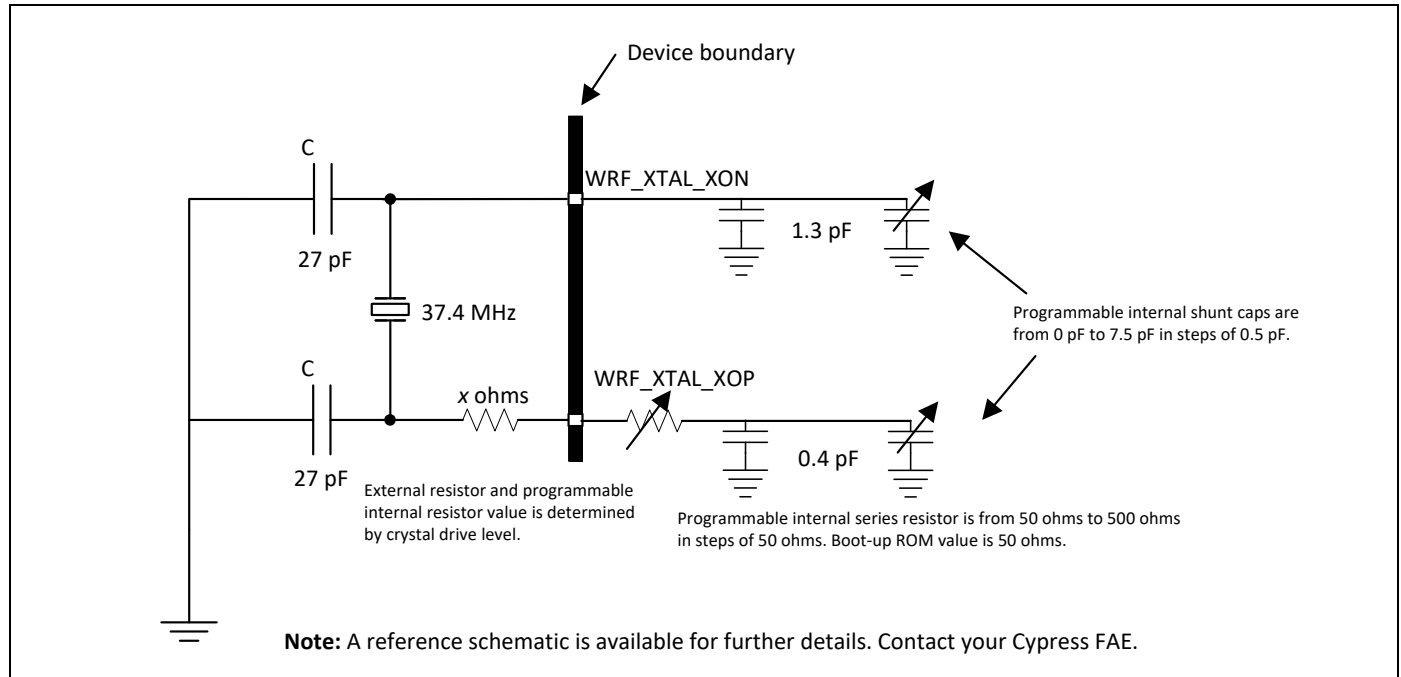 Device boundary
C
WRF_XTAL_XON
1.3 pF
27 pF
37.4 MHz
Programmable internal shunt caps are
from 0 pF to 7.5 pF in steps of 0.5 pF.
C
x ohms
WRF_XTAL_XOP
0.4 pF
27 pF
External resistor and programmable
internal resistor value is determined
by crystal drive level.
Programmable internal series resistor is from 50 ohms to 500 ohms
in steps of 50 ohms. Boot-up ROM value is 50 ohms.
Note: A reference schematic is available for further details. Contact your Cypress FAE.